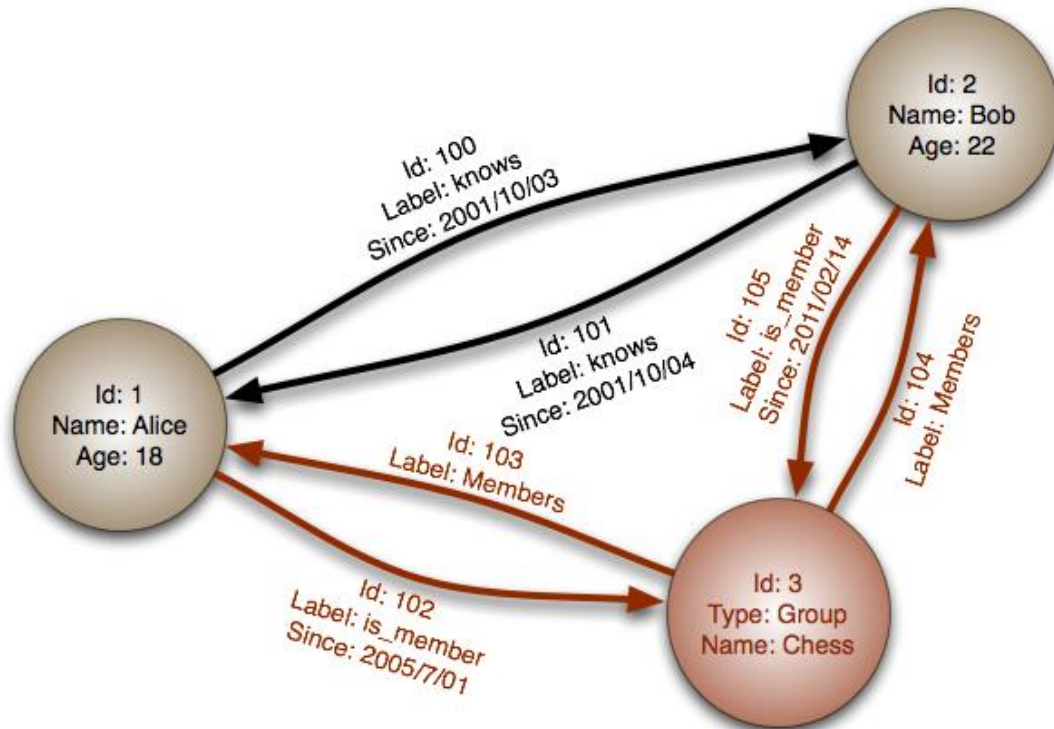 Id: 2
Name: Bob
Age: 22
Id: 100
Label: knows
Since: 2001/10/03
Id: 101
Label: knows
Since: 2001/10/04
Id: 105
Label: is_member
Since: 2011/02/14
Id: 104
Label: Members
Id: 1
Name: Alice
Age: 18
Id: 103
Label: Members
Id: 102
Label: is_member
Since: 2005/7/01
Id: 3
Type: Group
Name: Chess